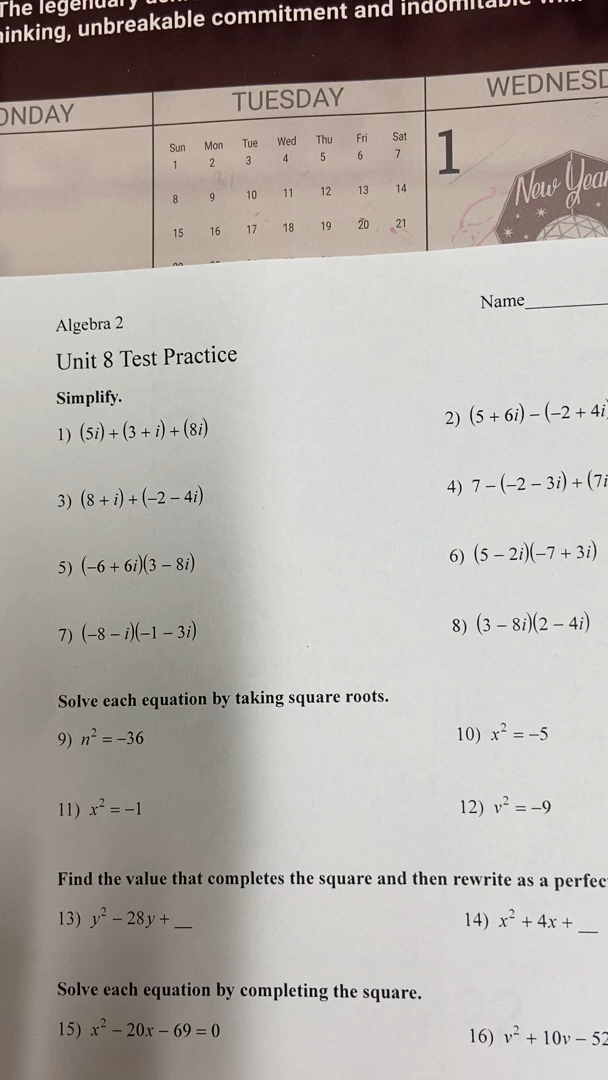 The legendary
inking, unbreakable commitment and indomitable
ONDAY TUESDAY WEDNESD
Sun Mon Tue Wed Thu Fri Sat
1 2 3 4 5 6 7
8 9 10 11 12 13 14
15 16 17 18 19 20 21
1
New Year
Algebra 2
Name
Unit 8 Test Practice
Simplify.
1) (5i) + (3 + i) + (8i)
2) (5 + 6i) − (−2 + 4i)
3) (8 + i) + (−2 − 4i)
4) 7 − (−2 − 3i) + (7i
5) (−6 + 6i)(3 − 8i)
6) (5 − 2i)(−7 + 3i)
7) (−8 − i)(−1 − 3i)
8) (3 − 8i)(2 − 4i)
Solve each equation by taking square roots.
9) n² = −36
10) x² = −5
11) x² = −1
12) v² = −9
Find the value that completes the square and then rewrite as a perfec
13) y² − 28y + __
14) x² + 4x + __
Solve each equation by completing the square.
15) x² − 20x − 69 = 0
16) v² + 10v − 52